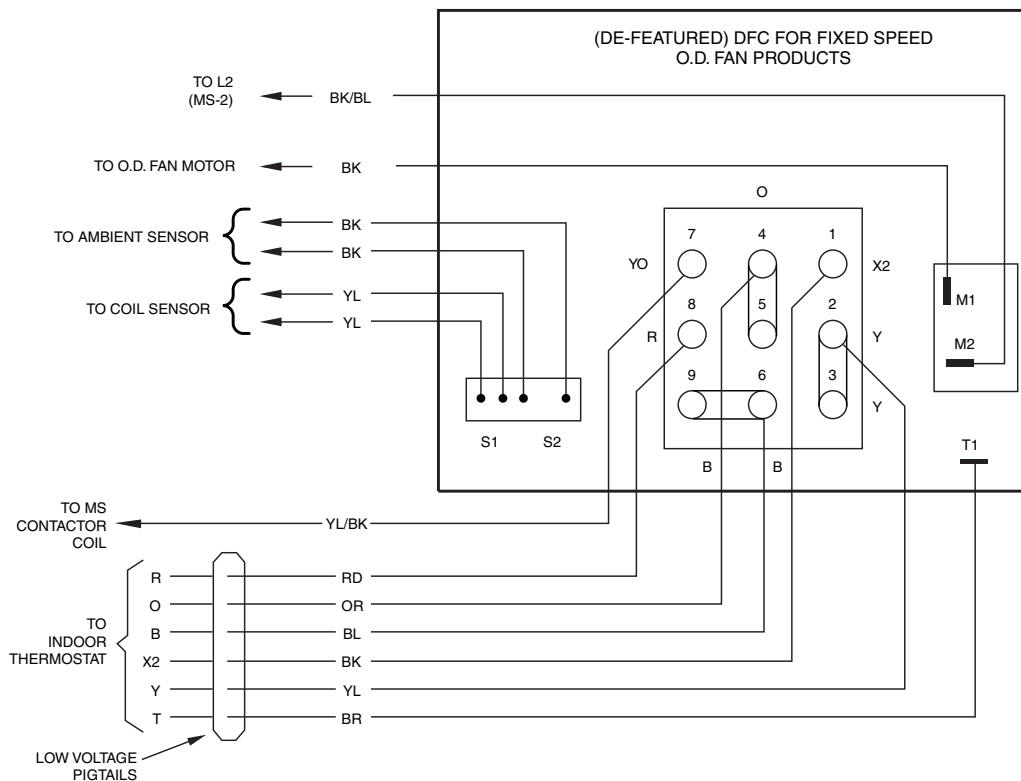 (DE-FEATURED) DFC FOR FIXED SPEED
O.D. FAN PRODUCTS
TO L2
(MS-2)
BK/BL
TO O.D. FAN MOTOR
BK
TO AMBIENT SENSOR
BK
BK
TO COIL SENSOR
YL
YL
O
7
4
1
YO
X2
8
5
2
R
Y
9
6
3
Y
B
B
M1
M2
S1
S2
T1
TO MS
CONTACTOR
COIL
YL/BK
TO
INDOOR
THERMOSTAT
R
RD
O
OR
B
BL
X2
BK
Y
YL
T
BR
LOW VOLTAGE
PIGTAILS